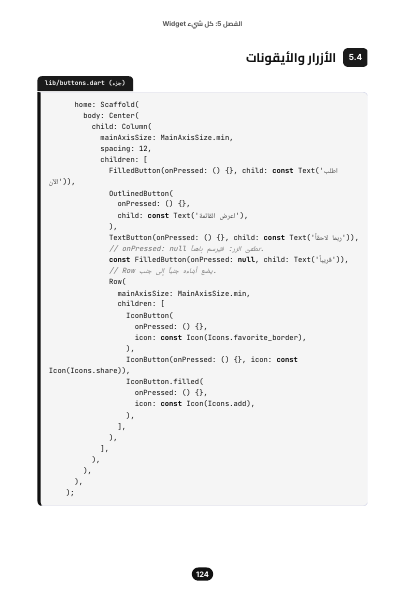 الفصل 5: كل شيء Widget
5.4 الأزرار والأيقونات
lib/buttons.dart (جزء)
home: Scaffold(
body: Center(
child: Column(
mainAxisSize: MainAxisSize.min,
spacing: 12,
children: [
FilledButton(onPressed: () {}, child: const Text('اطلب
الآن')),
OutlinedButton(
onPressed: () {},
child: const Text('اعرض القائمة'),
),
TextButton(onPressed: () {}, child: const Text('ربما لاحقاً')),
// onPressed: null تطفئ الزر: فيُرسم باهتاً.
const FilledButton(onPressed: null, child: Text('قريباً')),
// Row يضع أبناءه جنباً إلى جنب.
Row(
mainAxisSize: MainAxisSize.min,
children: [
IconButton(
onPressed: () {},
icon: const Icon(Icons.favorite_border),
),
IconButton(onPressed: () {}, icon: const
Icon(Icons.share)),
IconButton.filled(
onPressed: () {},
icon: const Icon(Icons.add),
),
],
),
],
),
),
),
);
124